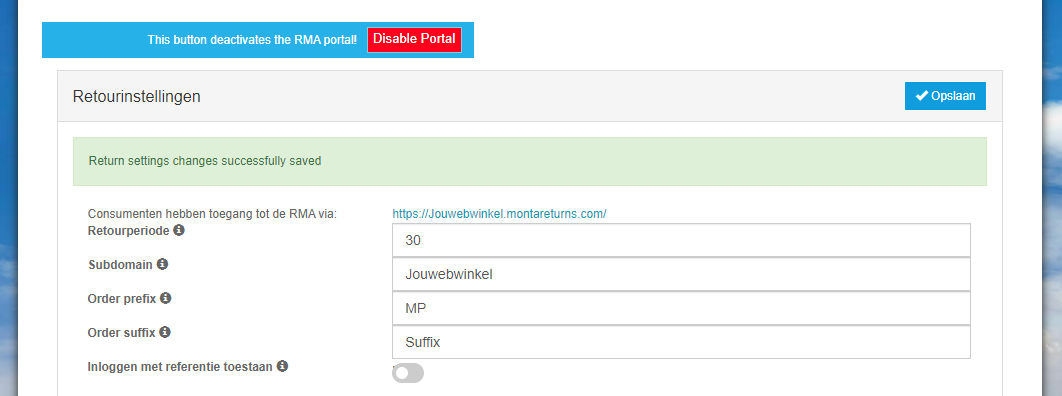 This button deactivates the RMA portal! Disable Portal
Retourinstellingen
Opslaan
Return settings changes successfully saved
Consumenten hebben toegang tot de RMA via: https://Jouwebwinkel.montareturns.com/
Retourperiode 30
Subdomain Jouwebwinkel
Order prefix MP
Order suffix Suffix
Inloggen met referentie toestaan